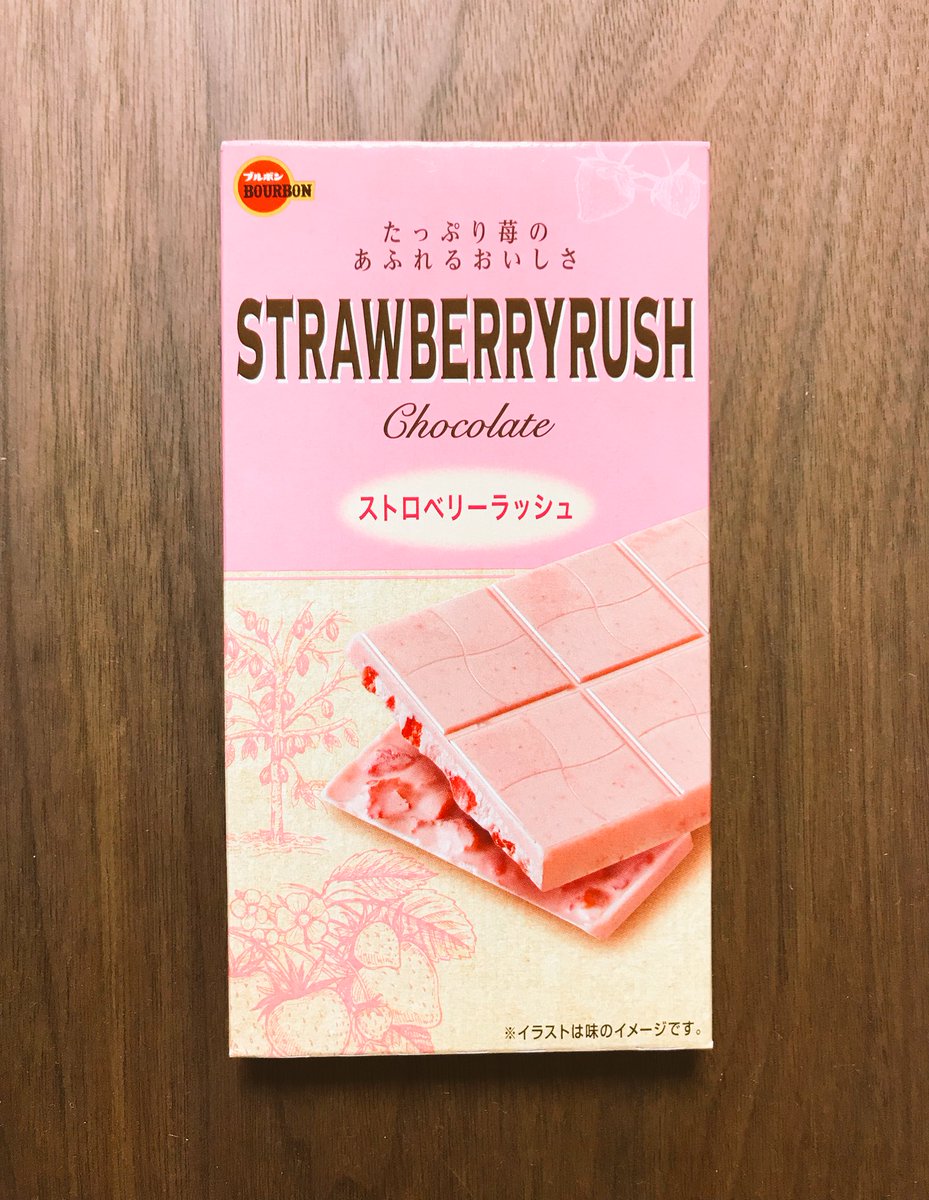 ブルボン
BOURBON
たっぷり苺の
あふれるおいしさ
STRAWBERRYRUSH
Chocolate
ストロベリーラッシュ
※イラストは味のイメージです。